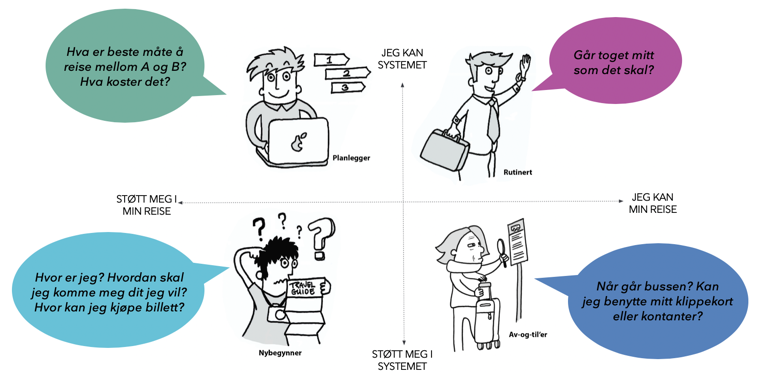 Hva er beste måte å
reise mellom A og B?
Hva koster det?
1
2
3
Planlegger
JEG KAN
SYSTEMET
Går toget mitt
som det skal?
Rutinert
STØTT MEG I
MIN REISE
JEG KAN
MIN REISE
Hvor er jeg? Hvordan skal
jeg komme meg dit jeg vil?
Hvor kan jeg kjøpe billett?
? ? ? ?
TRAVEL
GUIDE
Nybegynner
Av-og-til'er
Når går bussen? Kan
jeg benytte mitt klippekort
eller kontanter?
STØTT MEG I
SYSTEMET